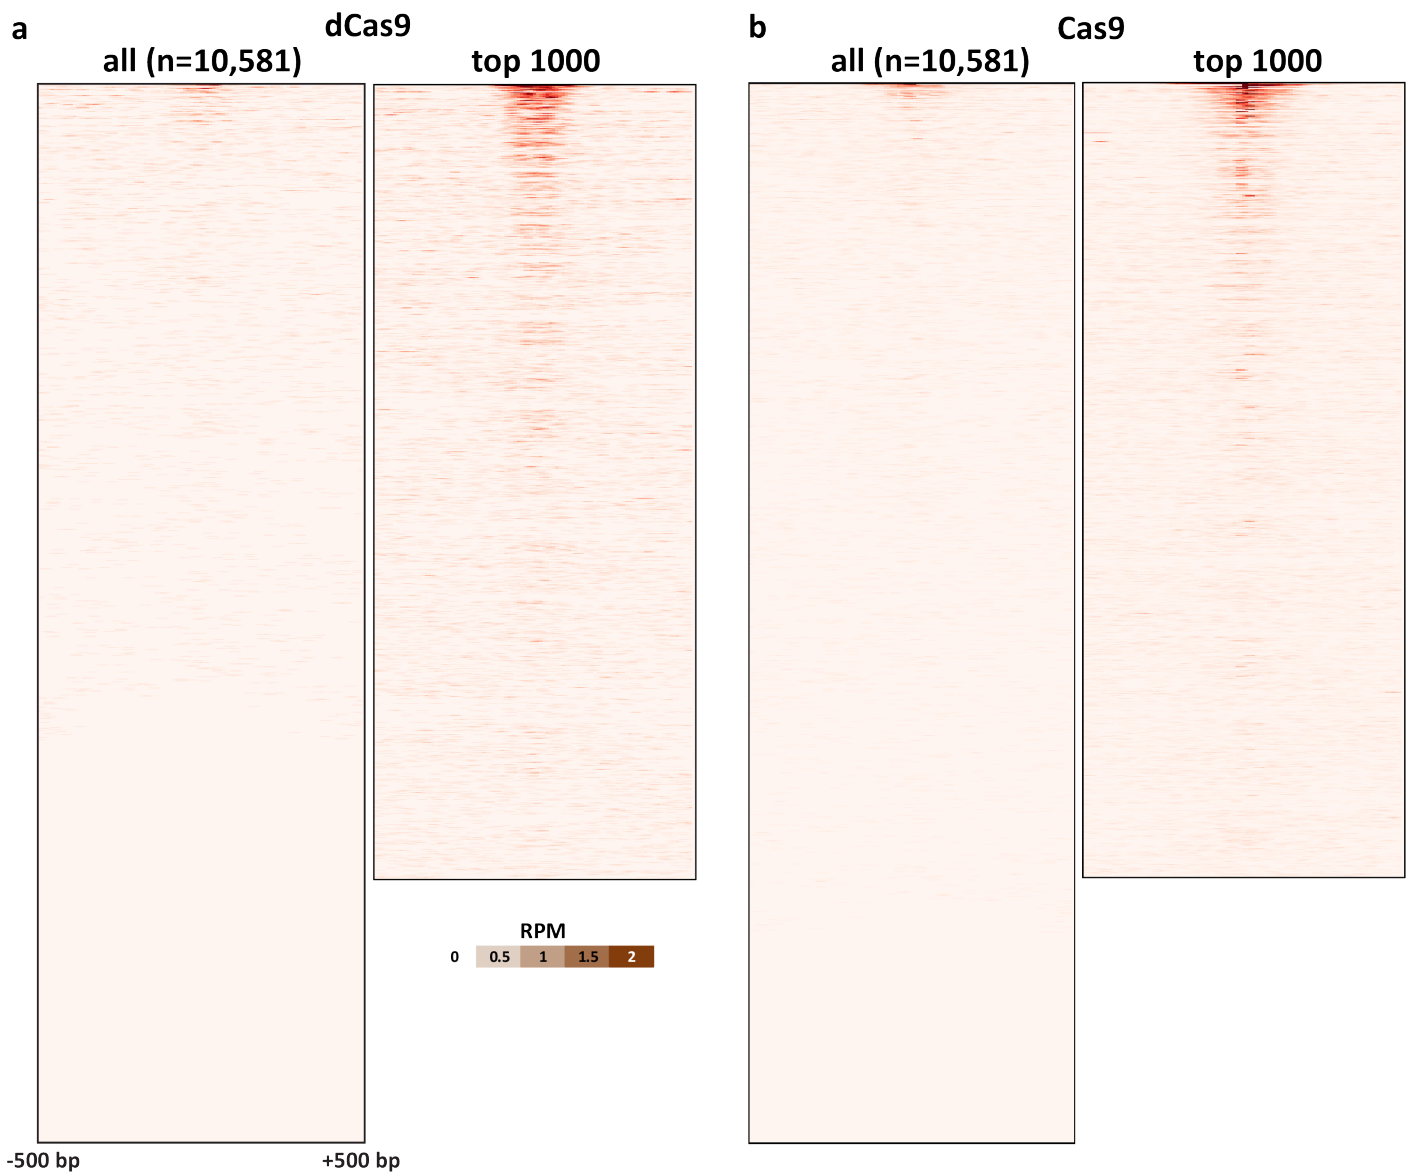 a
dCas9
all (n=10,581)
top 1000
b
Cas9
all (n=10,581)
top 1000
RPM
0 0.5 1 1.5 2
-500 bp
+500 bp